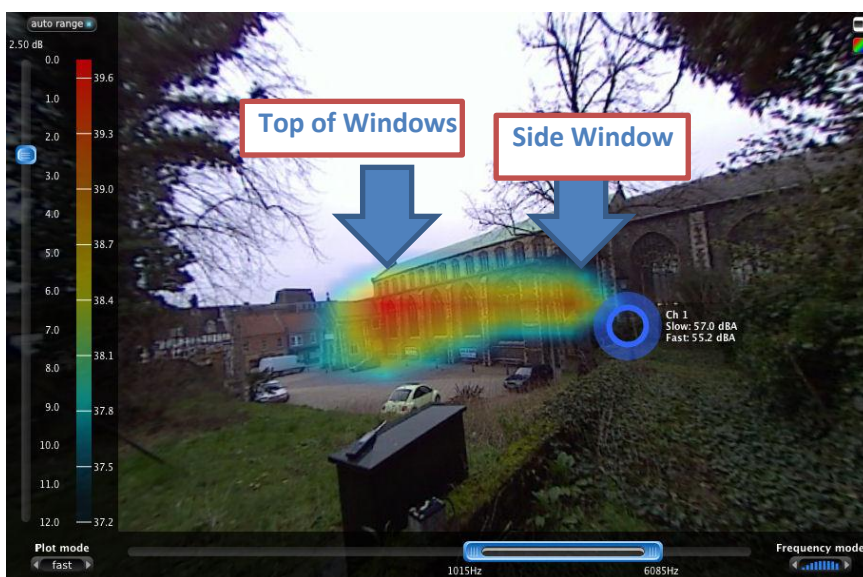 auto range
2.50 dB
0.0
1.0
2.0
3.0
4.0
5.0
6.0
7.0
8.0
9.0
10.0
11.0
12.0
39.6
39.3
39.0
38.7
38.4
38.1
37.8
37.5
37.2
Top of Windows
Side Window
Ch 1
Slow: 57.0 dBA
Fast: 55.2 dBA
Plot mode
fast
1015Hz
6085Hz
Frequency mode